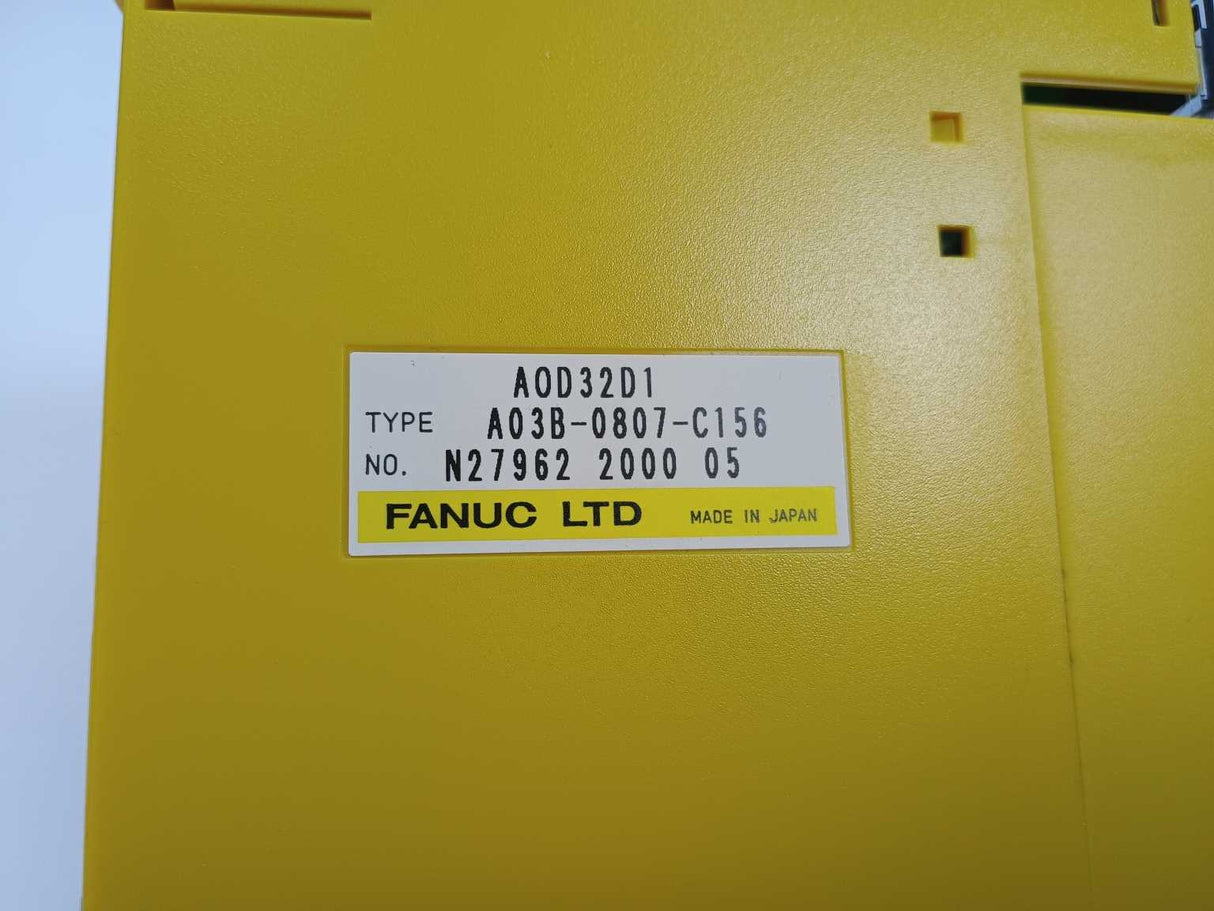 AOD32D1
TYPE A03B-0807-C156
NO. N27962 2000 05
FANUC LTD MADE IN JAPAN